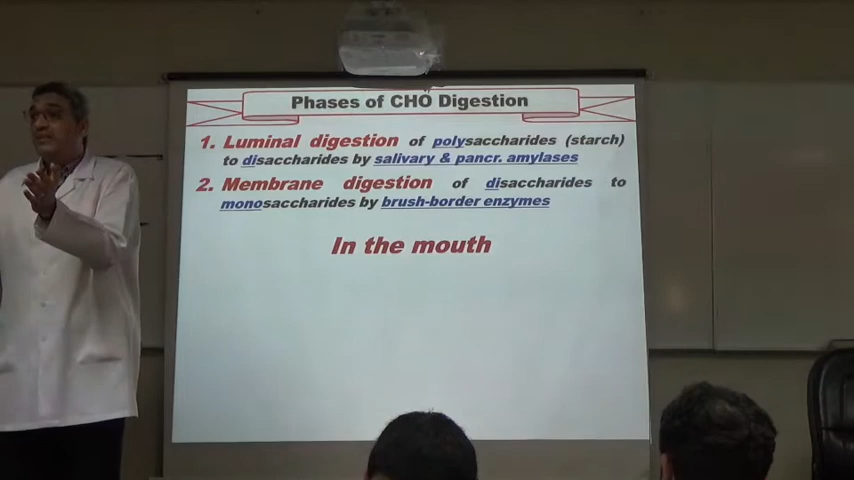 Phases of CHO Digestion
1. Luminal digestion of polysaccharides (starch)
to disaccharides by salivary & pancr. amylases
2. Membrane digestion of disaccharides to
monosaccharides by brush-border enzymes
In the mouth